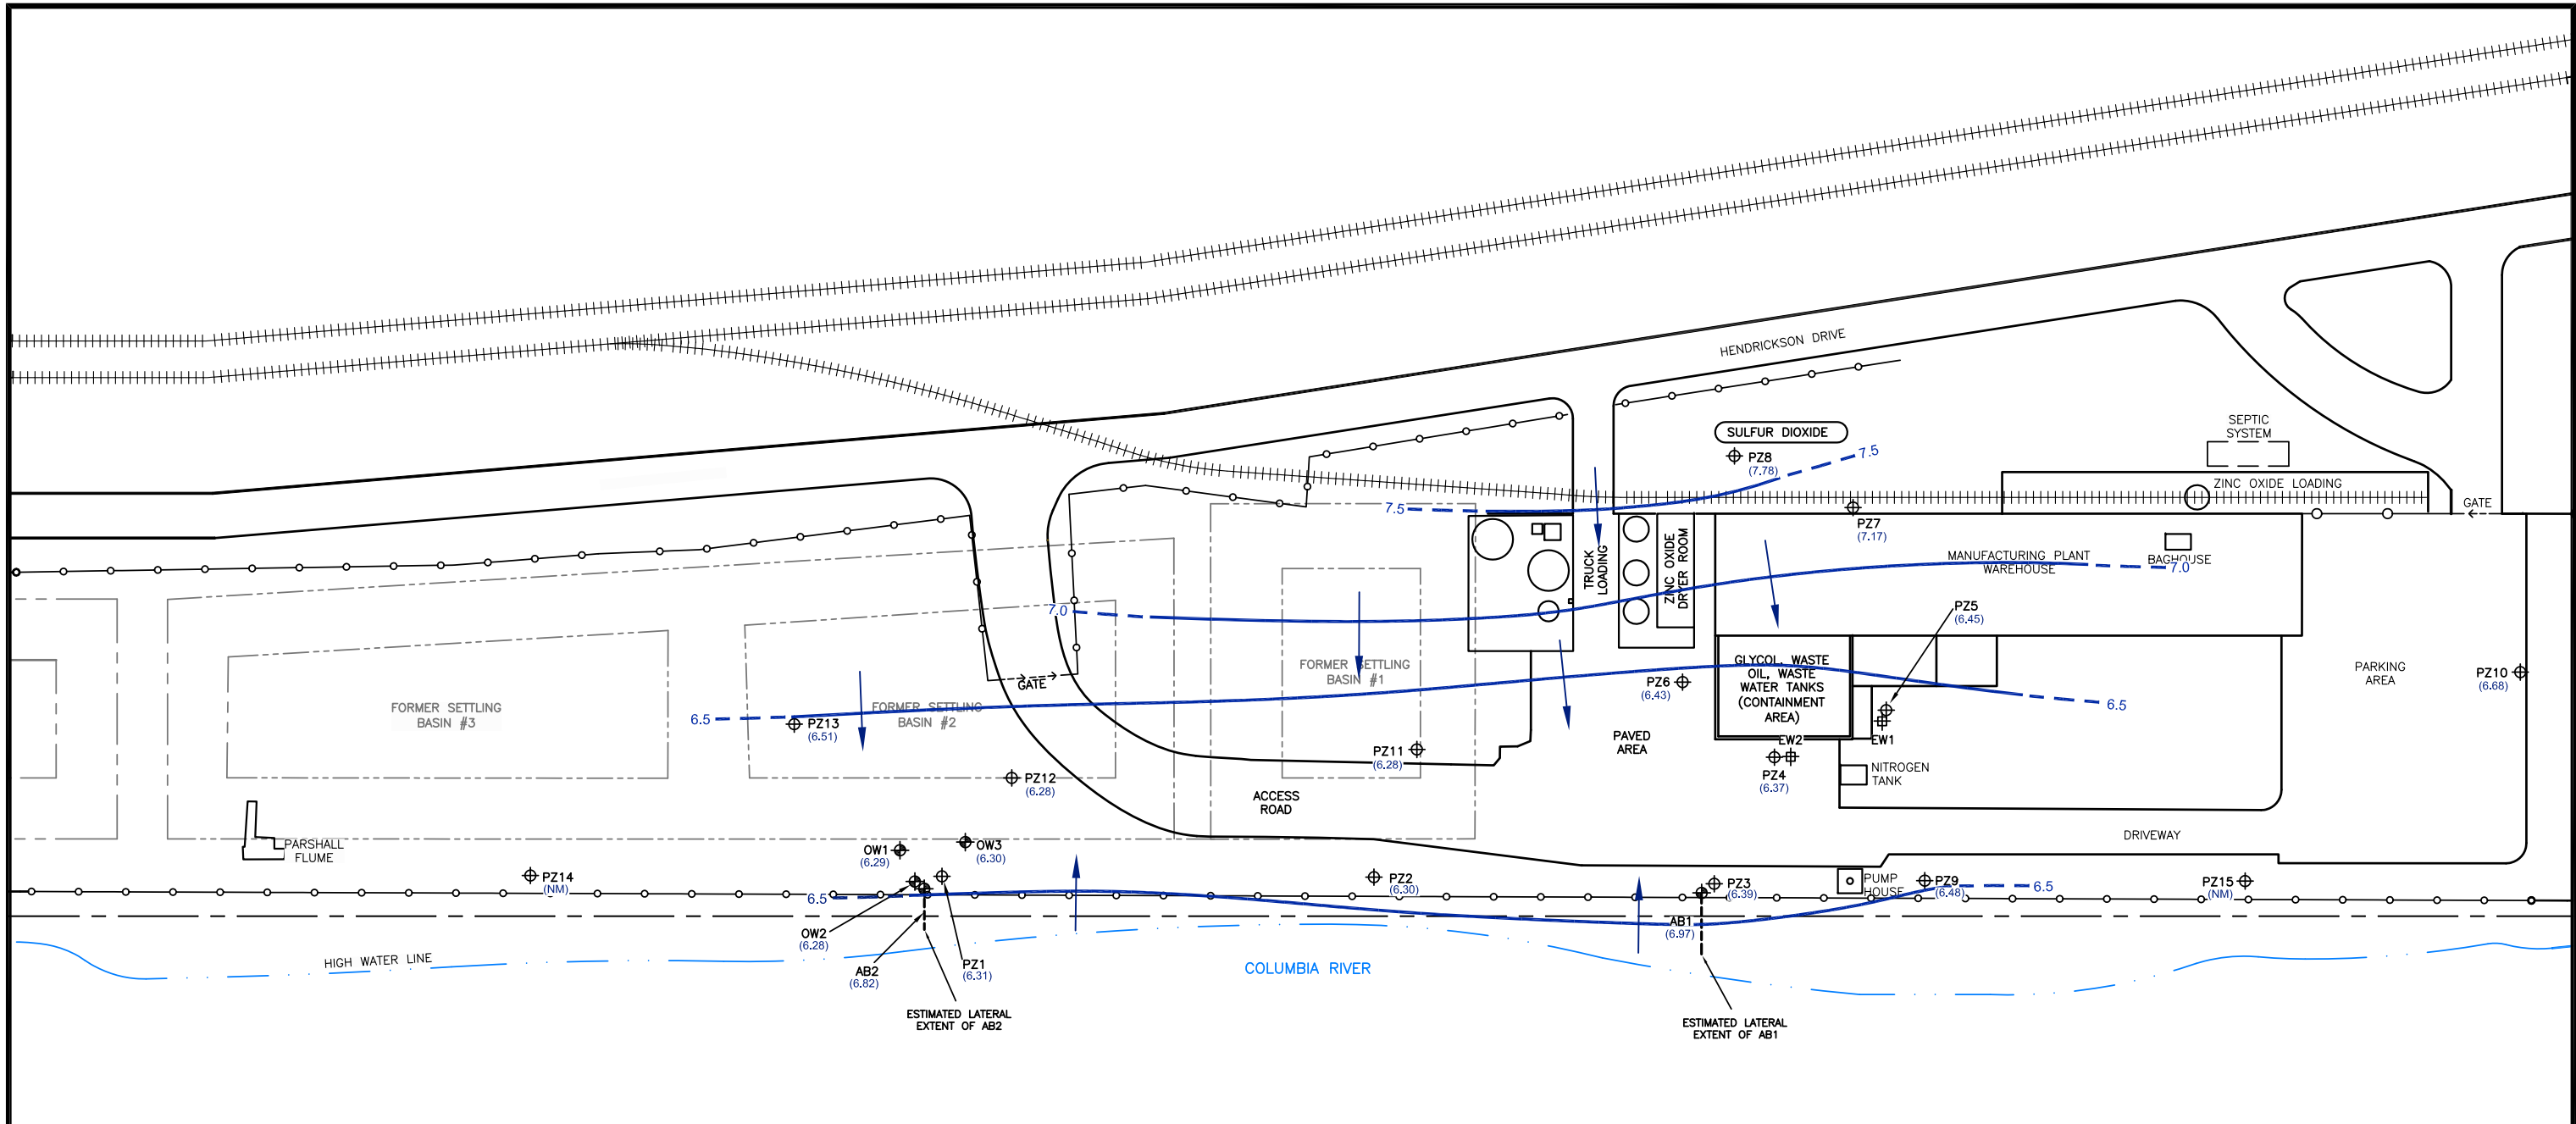 HENDRICKSON DRIVE
SEPTIC
SYSTEM
SULFUR DIOXIDE
PZ8
(7.78)
7.5
ZINC OXIDE LOADING
GATE
7.5
PZ7
(7.17)
TRUCK
LOADING
ZINC OXIDE
DRYER ROOM
MANUFACTURING PLANT
WAREHOUSE
BAGHOUSE
7.0
7.0
PZ5
(6.45)
FORMER SETTLING
BASIN #1
GLYCOL, WASTE
OIL, WASTE
WATER TANKS
(CONTAINMENT
AREA)
PARKING
AREA
PZ10
(6.68)
GATE
PZ6
(6.43)
FORMER SETTLING
BASIN #3
FORMER SETTLING
BASIN #2
6.5
6.5
PZ13
(6.51)
PAVED
AREA
EW2
EW1
PZ11
(6.28)
PZ4
(6.37)
NITROGEN
TANK
PZ12
(6.28)
ACCESS
ROAD
DRIVEWAY
PARSHALL
FLUME
OW1
(6.29)
OW3
(6.30)
PZ14
(NM)
PZ2
(6.30)
PZ3
(6.39)
PUMP
HOUSE
PZ9
(6.48)
6.5
PZ15
(NM)
6.5
AB1
(6.97)
OW2
(6.28)
HIGH WATER LINE
AB2
(6.82)
PZ1
(6.31)
COLUMBIA RIVER
ESTIMATED LATERAL
EXTENT OF AB2
ESTIMATED LATERAL
EXTENT OF AB1